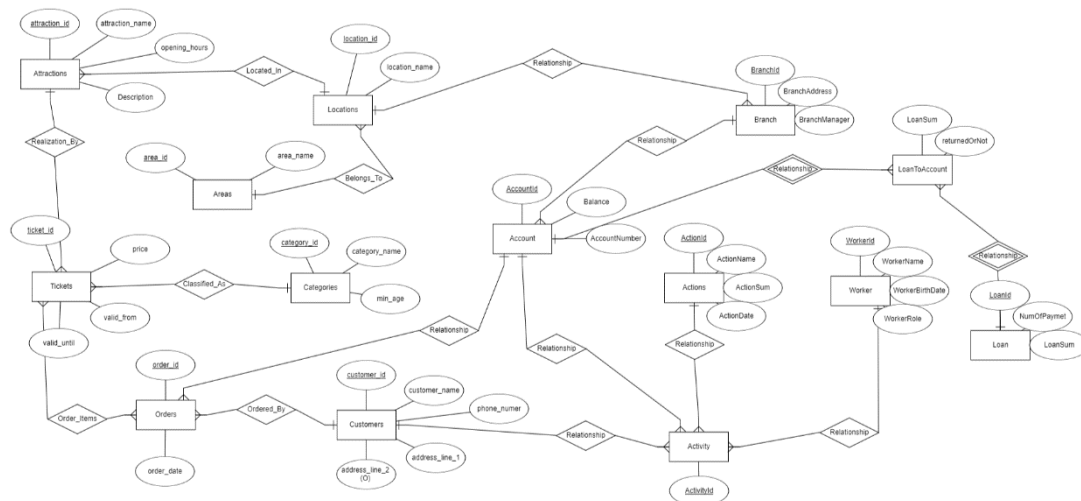 attraction_id
attraction_name
opening_hours
Attractions
Description
Located_In
location_id
location_name
Locations
Relationship
BranchId
BranchAddress
BranchManager
Branch
Realization_By
area_id
area_name
Areas
Belongs_To
Relationship
LoanSum
returnedOrNot
LoanToAccount
Relationship
AccountId
Balance
AccountNumber
Account
ticket_id
price
Tickets
valid_from
valid_until
Classified_As
category_id
category_name
Categories
min_age
ActionId
ActionName
ActionSum
ActionDate
Actions
WorkerId
WorkerName
WorkerBirthDate
WorkerRole
Worker
Relationship
LoanId
NumOfPaymet
LoanSum
Loan
Relationship
Relationship
Relationship
order_id
Order_Items
Orders
order_date
Ordered_By
customer_id
customer_name
phone_numer
Customers
address_line_1
address_line_2
(O)
Relationship
Relationship
Activity
ActivityId